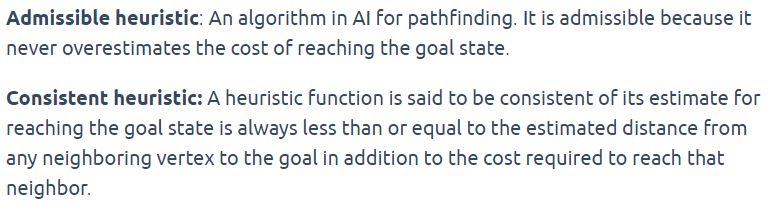 Admissible heuristic: An algorithm in AI for pathfinding. It is admissible because it
never overestimates the cost of reaching the goal state.
Consistent heuristic: A heuristic function is said to be consistent of its estimate for
reaching the goal state is always less than or equal to the estimated distance from
any neighboring vertex to the goal in addition to the cost required to reach that
neighbor.